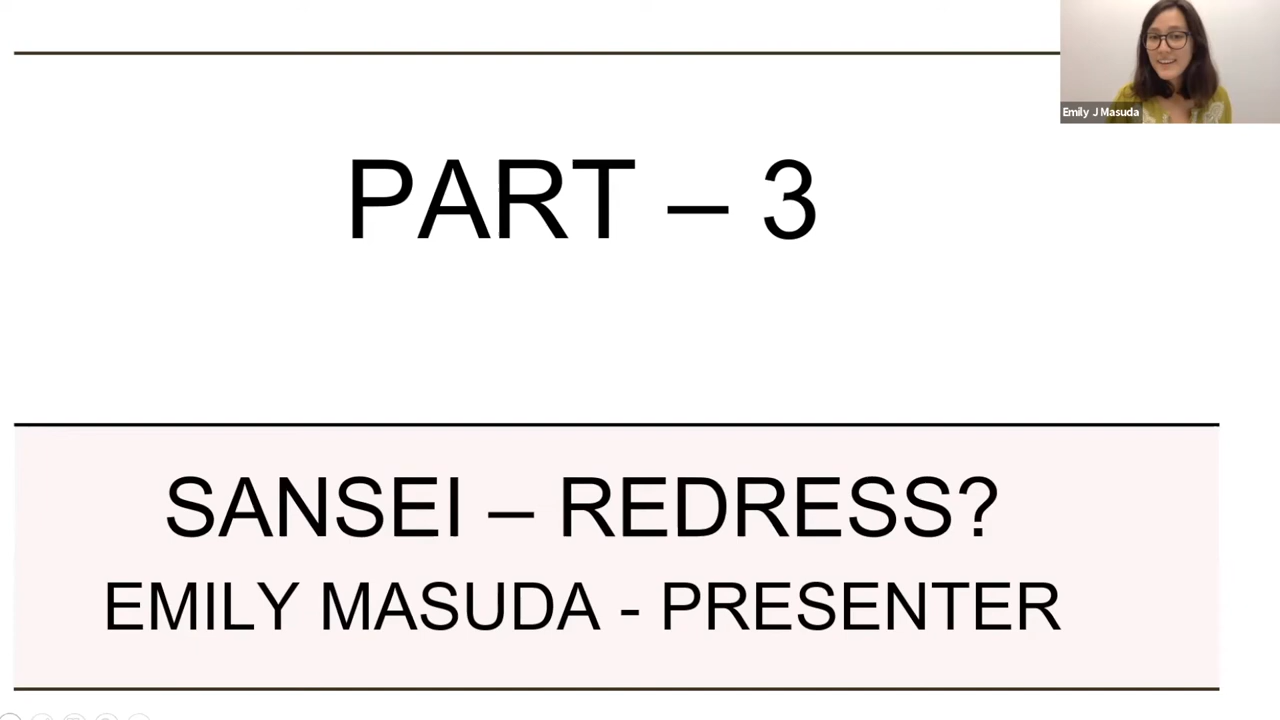 Emily J Masuda
PART – 3
SANSEI – REDRESS?
EMILY MASUDA - PRESENTER